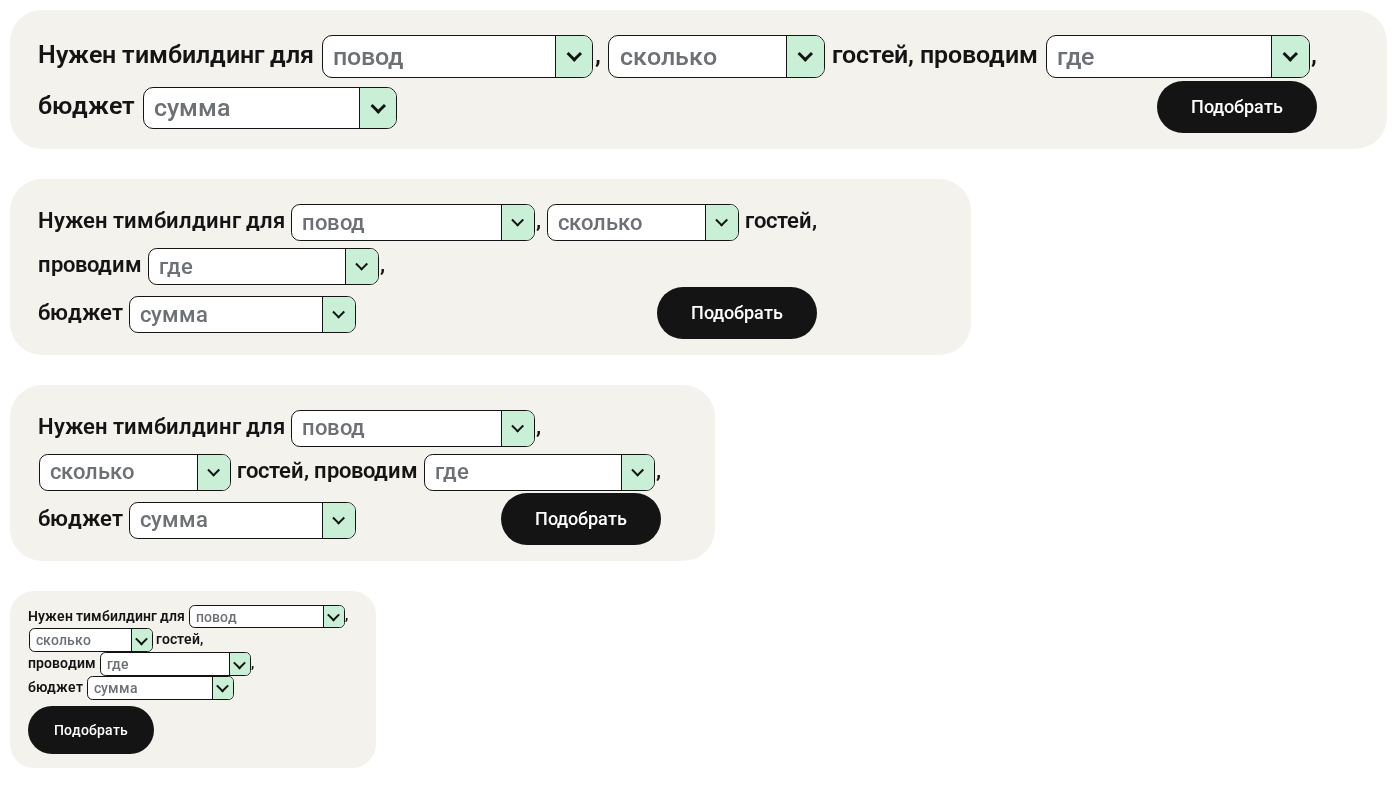 Нужен тимбилдинг для повод, сколько гостей, проводим где,
бюджет сумма Подобрать
Нужен тимбилдинг для повод, сколько гостей,
проводим где,
бюджет сумма Подобрать
Нужен тимбилдинг для повод,
сколько гостей, проводим где,
бюджет сумма Подобрать
Нужен тимбилдинг для повод,
сколько гостей,
проводим где,
бюджет сумма
Подобрать